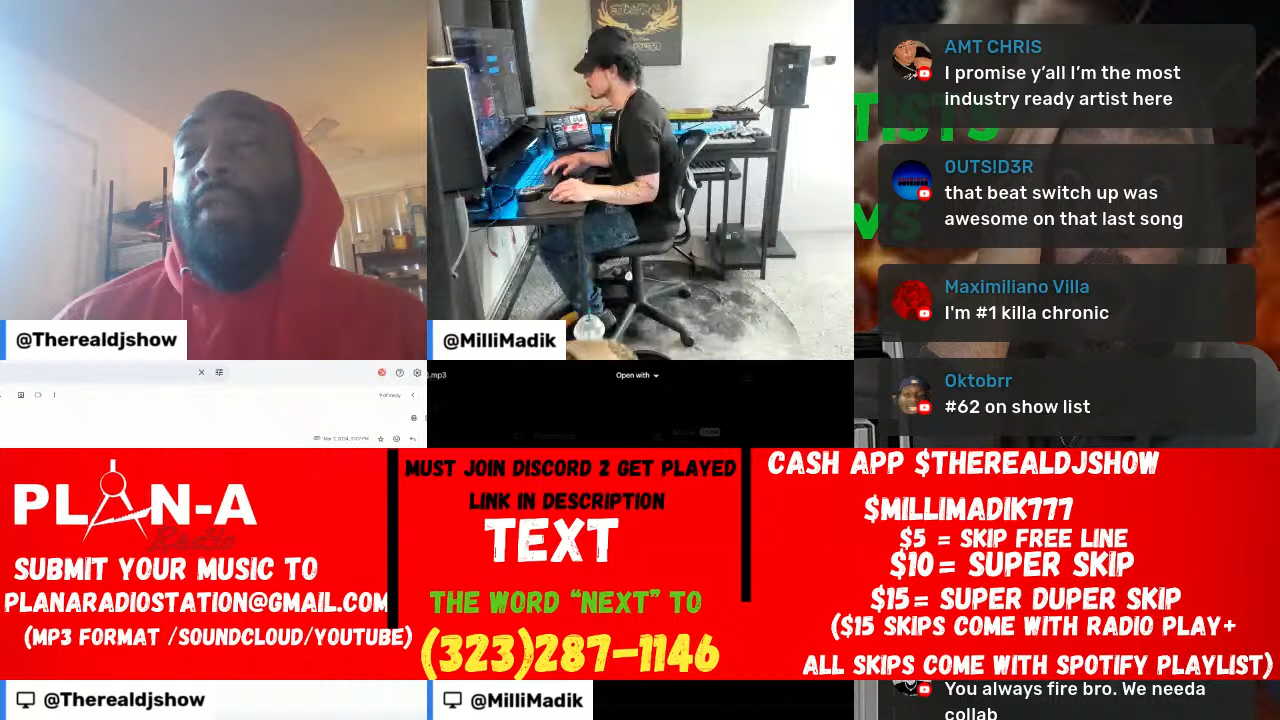 AMT CHRIS
I promise y'all I'm the most
industry ready artist here
0UTS!D3R
that beat switch up was
awesome on that last song
Maximiliano Villa
I'm #1 killa chronic
Oktobrr
#62 on show list
@Therealdjshow
@MilliMadik
.mp3
Open with
9 of many
PLAN-A
Radio
SUBMIT YOUR MUSIC TO
PLANARADIOSTATION@GMAIL.COM
(MP3 FORMAT /SOUNDCLOUD/YOUTUBE)
MUST JOIN DISCORD 2 GET PLAYED
LINK IN DESCRIPTION
TEXT
THE WORD “NEXT” TO
(323)287-1146
CASH APP $THEREALDJSHOW
$MILLIMADIK777
$5 = SKIP FREE LINE
$10 = SUPER SKIP
$15 = SUPER DUPER SKIP
($15 SKIPS COME WITH RADIO PLAY+
ALL SKIPS COME WITH SPOTIFY PLAYLIST)
@Therealdjshow
@MilliMadik
You always fire bro. We needa
collab